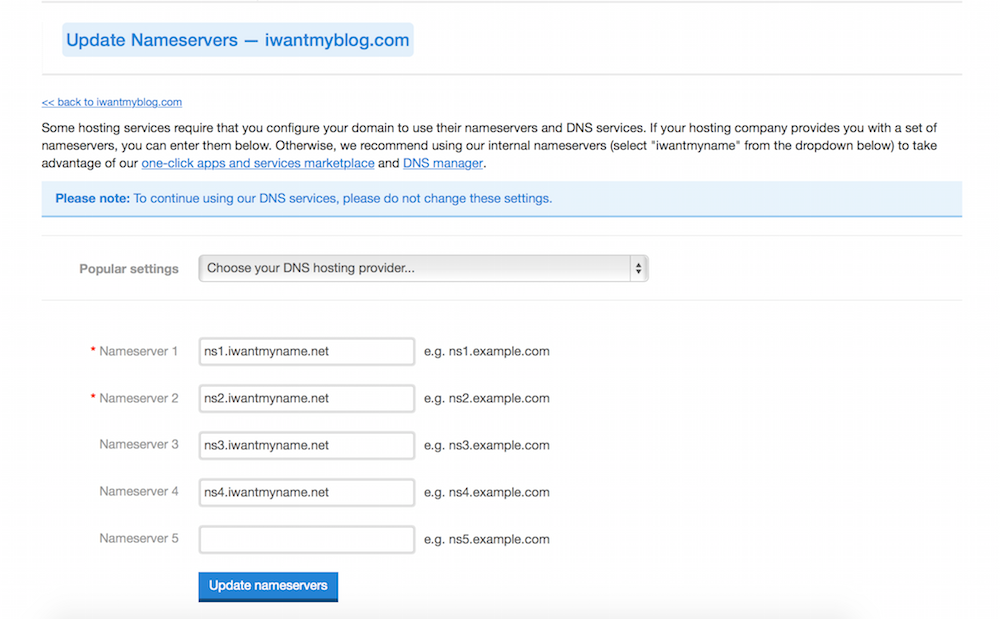 Update Nameservers — iwantmyblog.com
<< back to iwantmyblog.com
Some hosting services require that you configure your domain to use their nameservers and DNS services. If your hosting company provides you with a set of
nameservers, you can enter them below. Otherwise, we recommend using our internal nameservers (select "iwantmyname" from the dropdown below) to take
advantage of our one-click apps and services marketplace and DNS manager.
Please note: To continue using our DNS services, please do not change these settings.
Popular settings Choose your DNS hosting provider...
* Nameserver 1 ns1.iwantmyname.net e.g. ns1.example.com
* Nameserver 2 ns2.iwantmyname.net e.g. ns2.example.com
Nameserver 3 ns3.iwantmyname.net e.g. ns3.example.com
Nameserver 4 ns4.iwantmyname.net e.g. ns4.example.com
Nameserver 5 e.g. ns5.example.com
Update nameservers